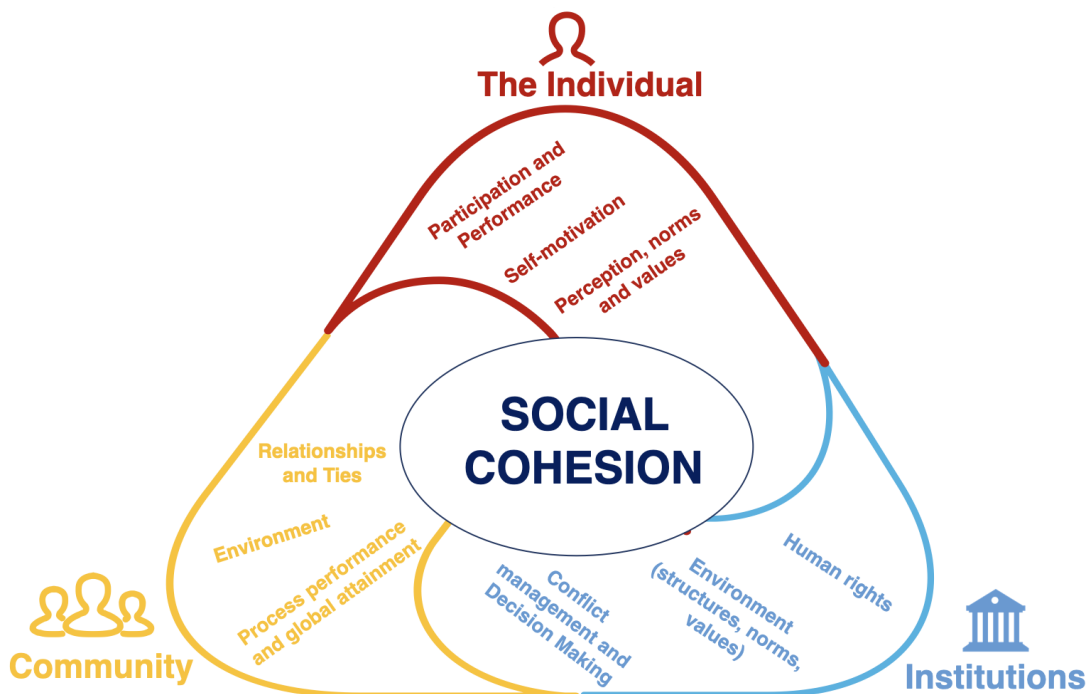 The Individual
Participation and
Performance
Self-motivation
Perception, norms
and values
SOCIAL
COHESION
Relationships
and Ties
Environment
Process performance
and global attainment
Community
Conflict
management and
Decision Making
Environment
(structures, norms,
values)
Human rights
Institutions